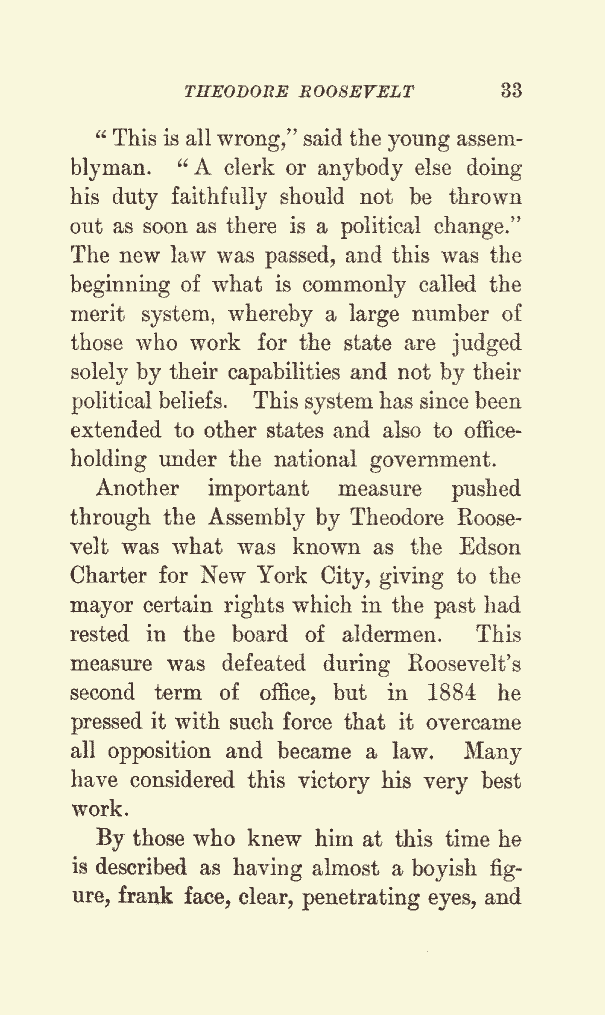 THEODORE ROOSEVELT 33
“ This is all wrong,” said the young assem-
blyman. “ A clerk or anybody else doing
his duty faithfully should not be thrown
out as soon as there is a political change.”
The new law was passed, and this was the
beginning of what is commonly called the
merit system, whereby a large number of
those who work for the state are judged
solely by their capabilities and not by their
political beliefs. This system has since been
extended to other states and also to office-
holding under the national government.
Another important measure pushed
through the Assembly by Theodore Roose-
velt was what was known as the Edson
Charter for New York City, giving to the
mayor certain rights which in the past had
rested in the board of aldermen. This
measure was defeated during Roosevelt’s
second term of office, but in 1884 he
pressed it with such force that it overcame
all opposition and became a law. Many
have considered this victory his very best
work.
By those who knew him at this time he
is described as having almost a boyish fig-
ure, frank face, clear, penetrating eyes, and